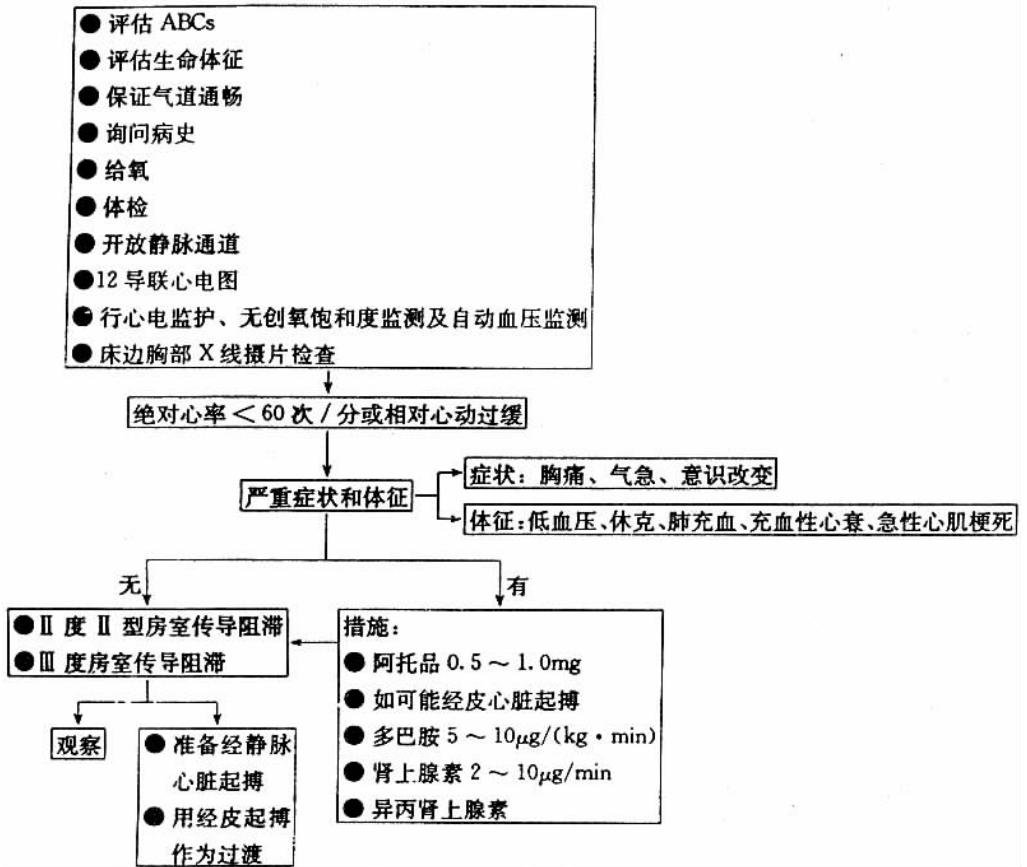 ● 评估 ABCs
● 评估生命体征
● 保证气道通畅
● 询问病史
● 给氧
● 体检
● 开放静脉通道
●12 导联心电图
● 行心电监护、无创氧饱和度监测及自动血压监测
● 床边胸部 X 线摄片检查
绝对心率 < 60 次 / 分或相对心动过缓
严重症状和体征
症状: 胸痛、气急、意识改变
体征:低血压、休克、肺充血、充血性心衰、急性心肌梗死
无
有
●Ⅱ 度 Ⅱ 型房室传导阻滞
●Ⅲ 度房室传导阻滞
措施:
● 阿托品 0.5 ~ 1.0mg
● 如可能经皮心脏起搏
● 多巴胺 5 ~ 10μg/(kg·min)
● 肾上腺素 2 ~ 10μg/min
● 异丙肾上腺素
观察
● 准备经静脉
心脏起搏
● 用经皮起搏
作为过渡